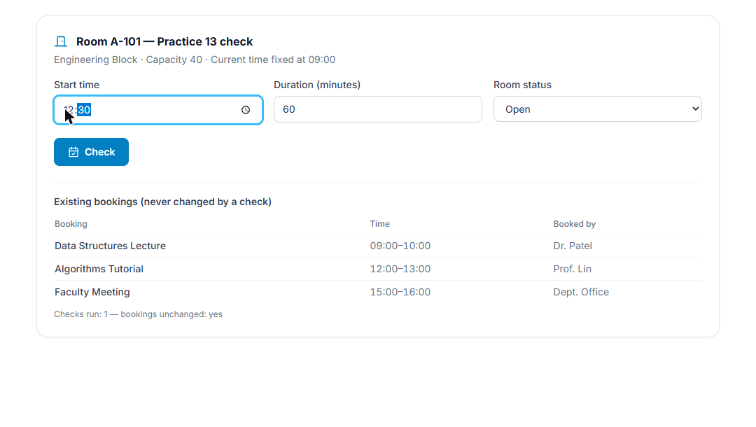 Room A-101 — Practice 13 check
Engineering Block · Capacity 40 · Current time fixed at 09:00
Start time Duration (minutes) Room status
12:30 60 Open
Check
Existing bookings (never changed by a check)
Booking Time Booked by
Data Structures Lecture 09:00–10:00 Dr. Patel
Algorithms Tutorial 12:00–13:00 Prof. Lin
Faculty Meeting 15:00–16:00 Dept. Office
Checks run: 1 — bookings unchanged: yes